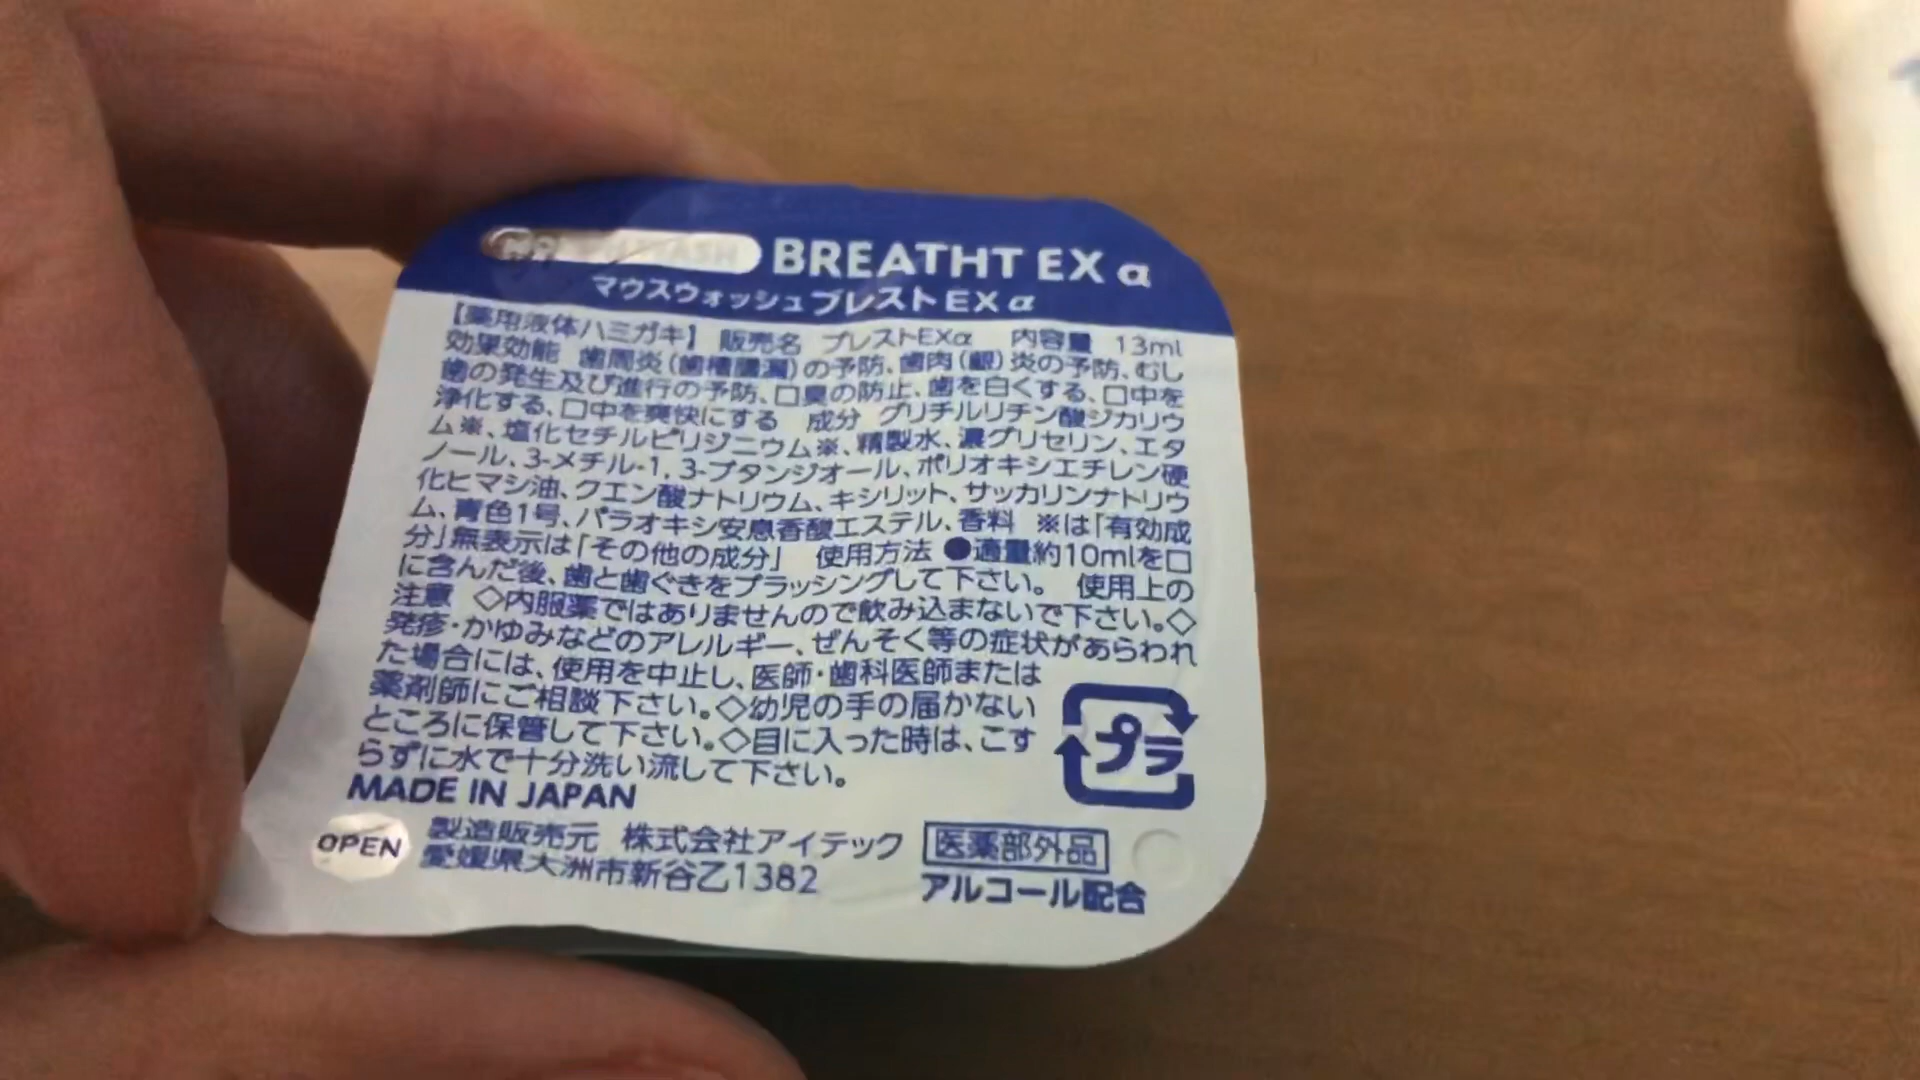 BREATHT EX α
マウスウォッシュブレストEX α
【薬用液体ハミガキ】 販売名 ブレストEXα 内容量 13ml
効果効能 歯周炎(歯槽膿漏)の予防、歯肉(齦)炎の予防、むし
歯の発生及び進行の予防、口臭の防止、歯を白くする、口中を
浄化する、口中を爽快にする 成分 グリチルリチン酸ジカリウ
ム※、塩化セチルピリジニウム※、精製水、濃グリセリン、エタ
ノール、3-メチル-1,3-ブタンジオール、ポリオキシエチレン硬
化ヒマシ油、クエン酸ナトリウム、キシリット、サッカリンナトリウ
ム、青色1号、パラオキシ安息香酸エステル、香料 ※は「有効成
分」無表示は「その他の成分」 使用方法 ●適量約10mlを口
に含んだ後、歯と歯ぐきをブラッシングして下さい。 使用上の
注意 ◇内服薬ではありませんので飲み込まないで下さい。◇
発疹・かゆみなどのアレルギー、ぜんそく等の症状があらわれ
た場合には、使用を中止し、医師・歯科医師または
薬剤師にご相談下さい。◇幼児の手の届かない
ところに保管して下さい。◇目に入った時は、こす
らずに水で十分洗い流して下さい。
プラ
MADE IN JAPAN
OPEN
製造販売元 株式会社アイテック
愛媛県大洲市新谷乙1382
医薬部外品
アルコール配合